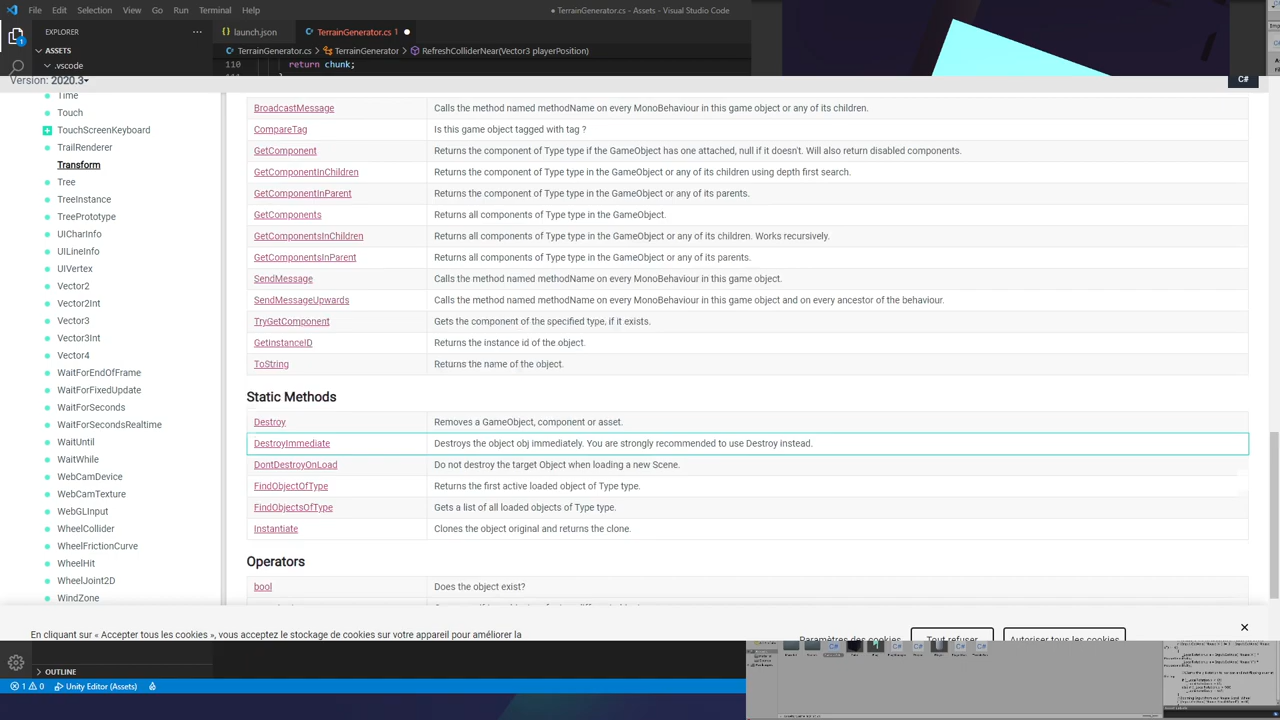 File Edit Selection View Go Run Terminal Help
● TerrainGenerator.cs - Assets - Visual Studio Code
EXPLORER
launch.json
TerrainGenerator.cs 1
ASSETS
TerrainGenerator.cs > TerrainGenerator > RefreshColliderNear(Vector3 playerPosition)
.vscode
110 return chunk;
Version: 2020.3
C#
Time
Touch
TouchScreenKeyboard
TrailRenderer
Transform
Tree
TreeInstance
TreePrototype
UICharInfo
UILineInfo
UIVertex
Vector2
Vector2Int
Vector3
Vector3Int
Vector4
WaitForEndOfFrame
WaitForFixedUpdate
WaitForSeconds
WaitForSecondsRealtime
WaitUntil
WaitWhile
WebCamDevice
WebCamTexture
WebGLInput
WheelCollider
WheelFrictionCurve
WheelHit
WheelJoint2D
WindZone
BroadcastMessage Calls the method named methodName on every MonoBehaviour in this game object or any of its children.
CompareTag Is this game object tagged with tag ?
GetComponent Returns the component of Type type if the GameObject has one attached, null if it doesn't. Will also return disabled components.
GetComponentInChildren Returns the component of Type type in the GameObject or any of its children using depth first search.
GetComponentInParent Returns the component of Type type in the GameObject or any of its parents.
GetComponents Returns all components of Type type in the GameObject.
GetComponentsInChildren Returns all components of Type type in the GameObject or any of its children. Works recursively.
GetComponentsInParent Returns all components of Type type in the GameObject or any of its parents.
SendMessage Calls the method named methodName on every MonoBehaviour in this game object.
SendMessageUpwards Calls the method named methodName on every MonoBehaviour in this game object and on every ancestor of the behaviour.
TryGetComponent Gets the component of the specified type, if it exists.
GetInstanceID Returns the instance id of the object.
ToString Returns the name of the object.
Static Methods
Destroy Removes a GameObject, component or asset.
DestroyImmediate Destroys the object obj immediately. You are strongly recommended to use Destroy instead.
DontDestroyOnLoad Do not destroy the target Object when loading a new Scene.
FindObjectOfType Returns the first active loaded object of Type type.
FindObjectsOfType Gets a list of all loaded objects of Type type.
Instantiate Clones the object original and returns the clone.
Operators
bool Does the object exist?
En cliquant sur « Accepter tous les cookies », vous acceptez le stockage de cookies sur votre appareil pour améliorer la
Paramètres des cookies
Tout refuser
Autoriser tous les cookies
OUTLINE
1 0 Unity Editor (Assets)